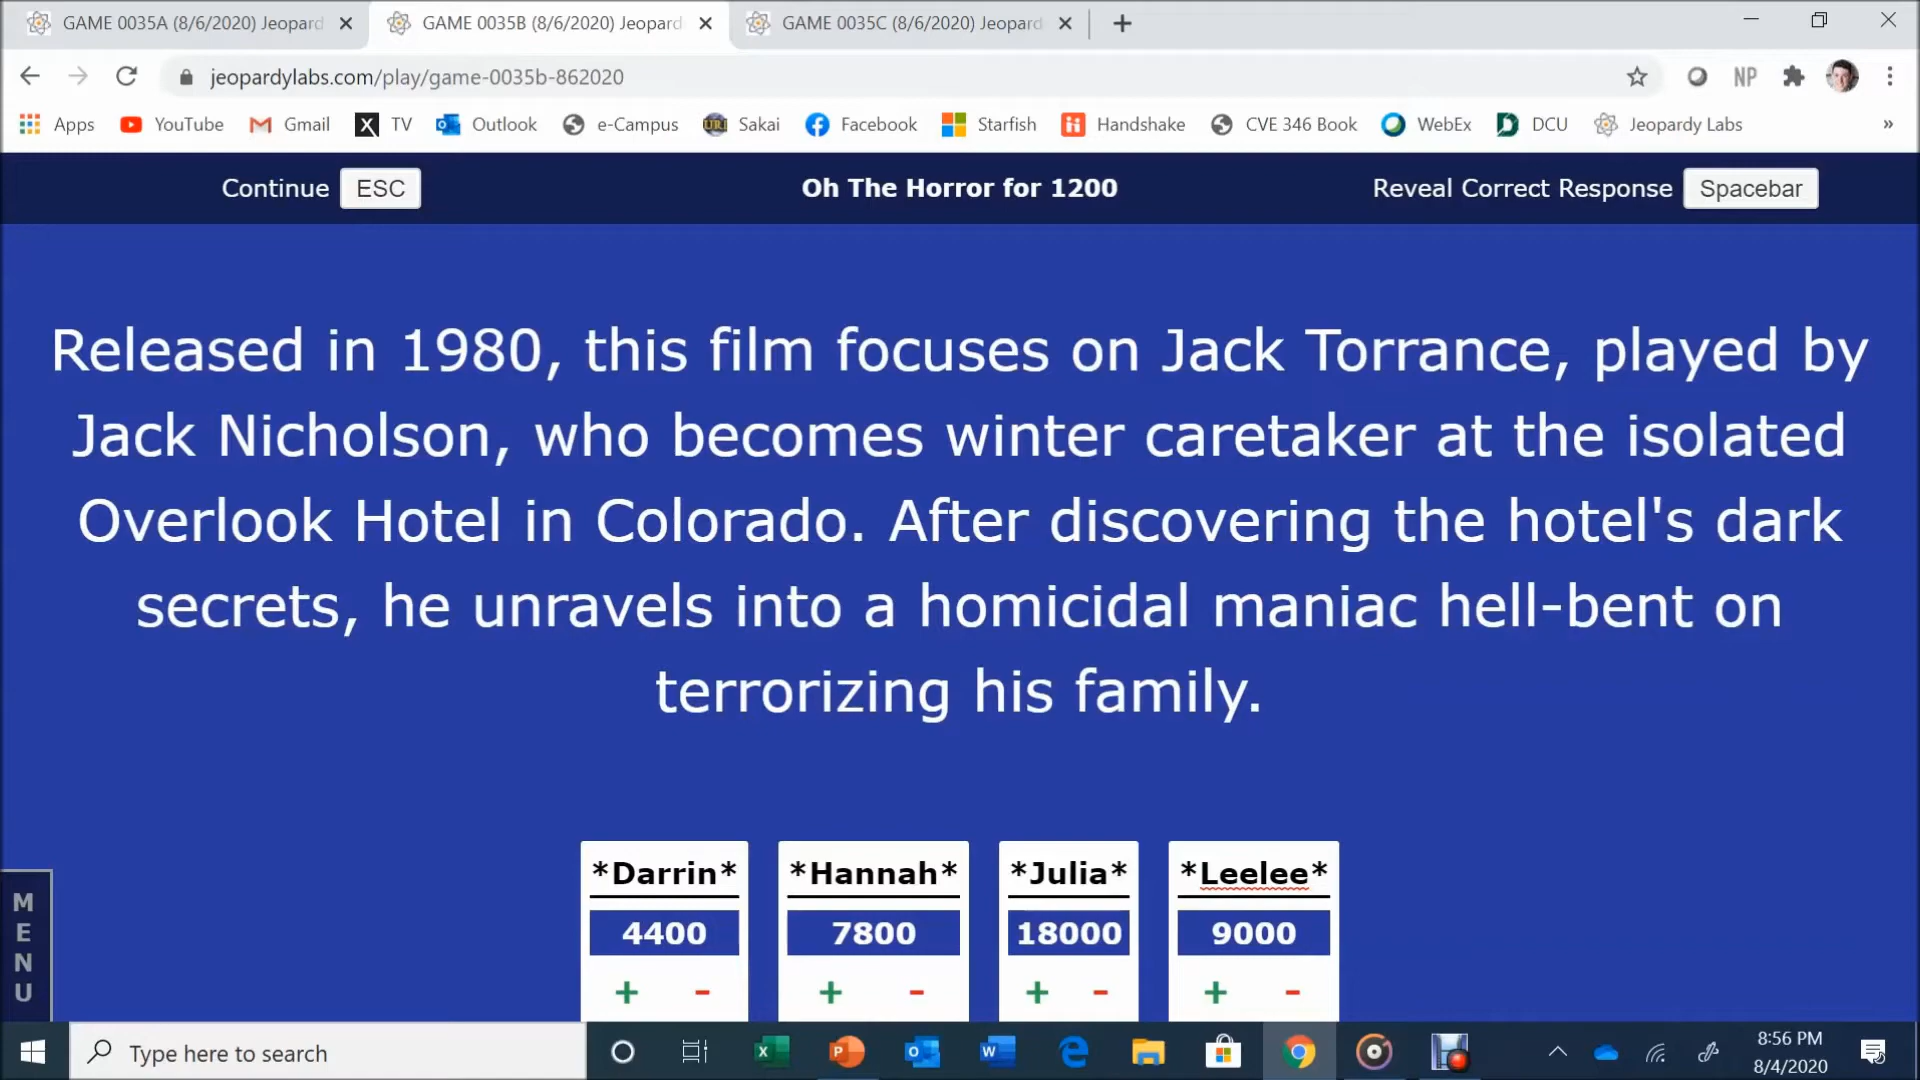 GAME 0035A (8/6/2020) Jeopard
GAME 0035B (8/6/2020) Jeopard
GAME 0035C (8/6/2020) Jeopard
jeopardylabs.com/play/game-0035b-862020
NP
Apps YouTube Gmail X TV Outlook e-Campus URI Sakai Facebook Starfish Handshake CVE 346 Book WebEx DCU Jeopardy Labs »
Continue ESC Oh The Horror for 1200 Reveal Correct Response Spacebar
Released in 1980, this film focuses on Jack Torrance, played by
Jack Nicholson, who becomes winter caretaker at the isolated
Overlook Hotel in Colorado. After discovering the hotel's dark
secrets, he unravels into a homicidal maniac hell-bent on
terrorizing his family.
MENU
*Darrin* *Hannah* *Julia* *Leelee*
4400 7800 18000 9000
+ - + - + - + -
Type here to search
8:56 PM
8/4/2020